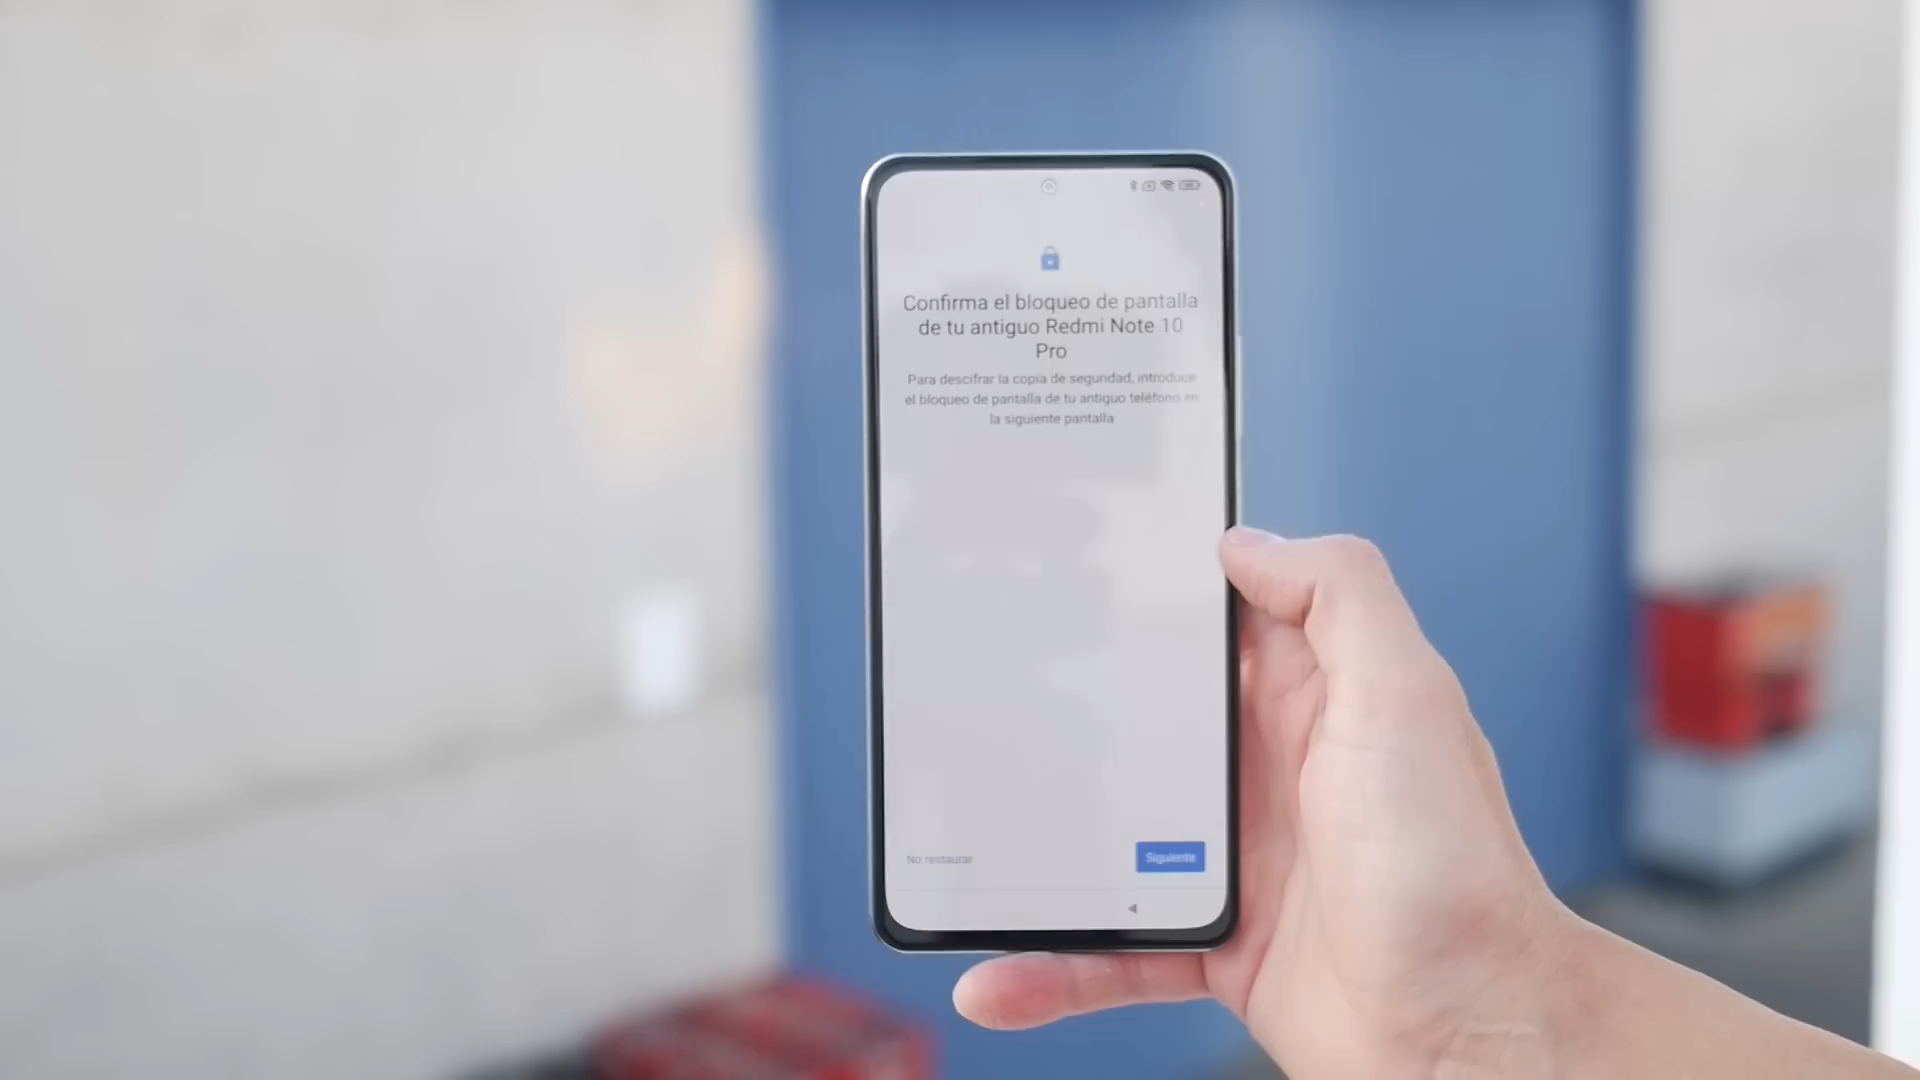 Confirma el bloqueo de pantalla
de tu antiguo Redmi Note 10
Pro
Para descifrar la copia de seguridad, introduce
el bloqueo de pantalla de tu antiguo teléfono en
la siguiente pantalla
No restaurar
Siguiente